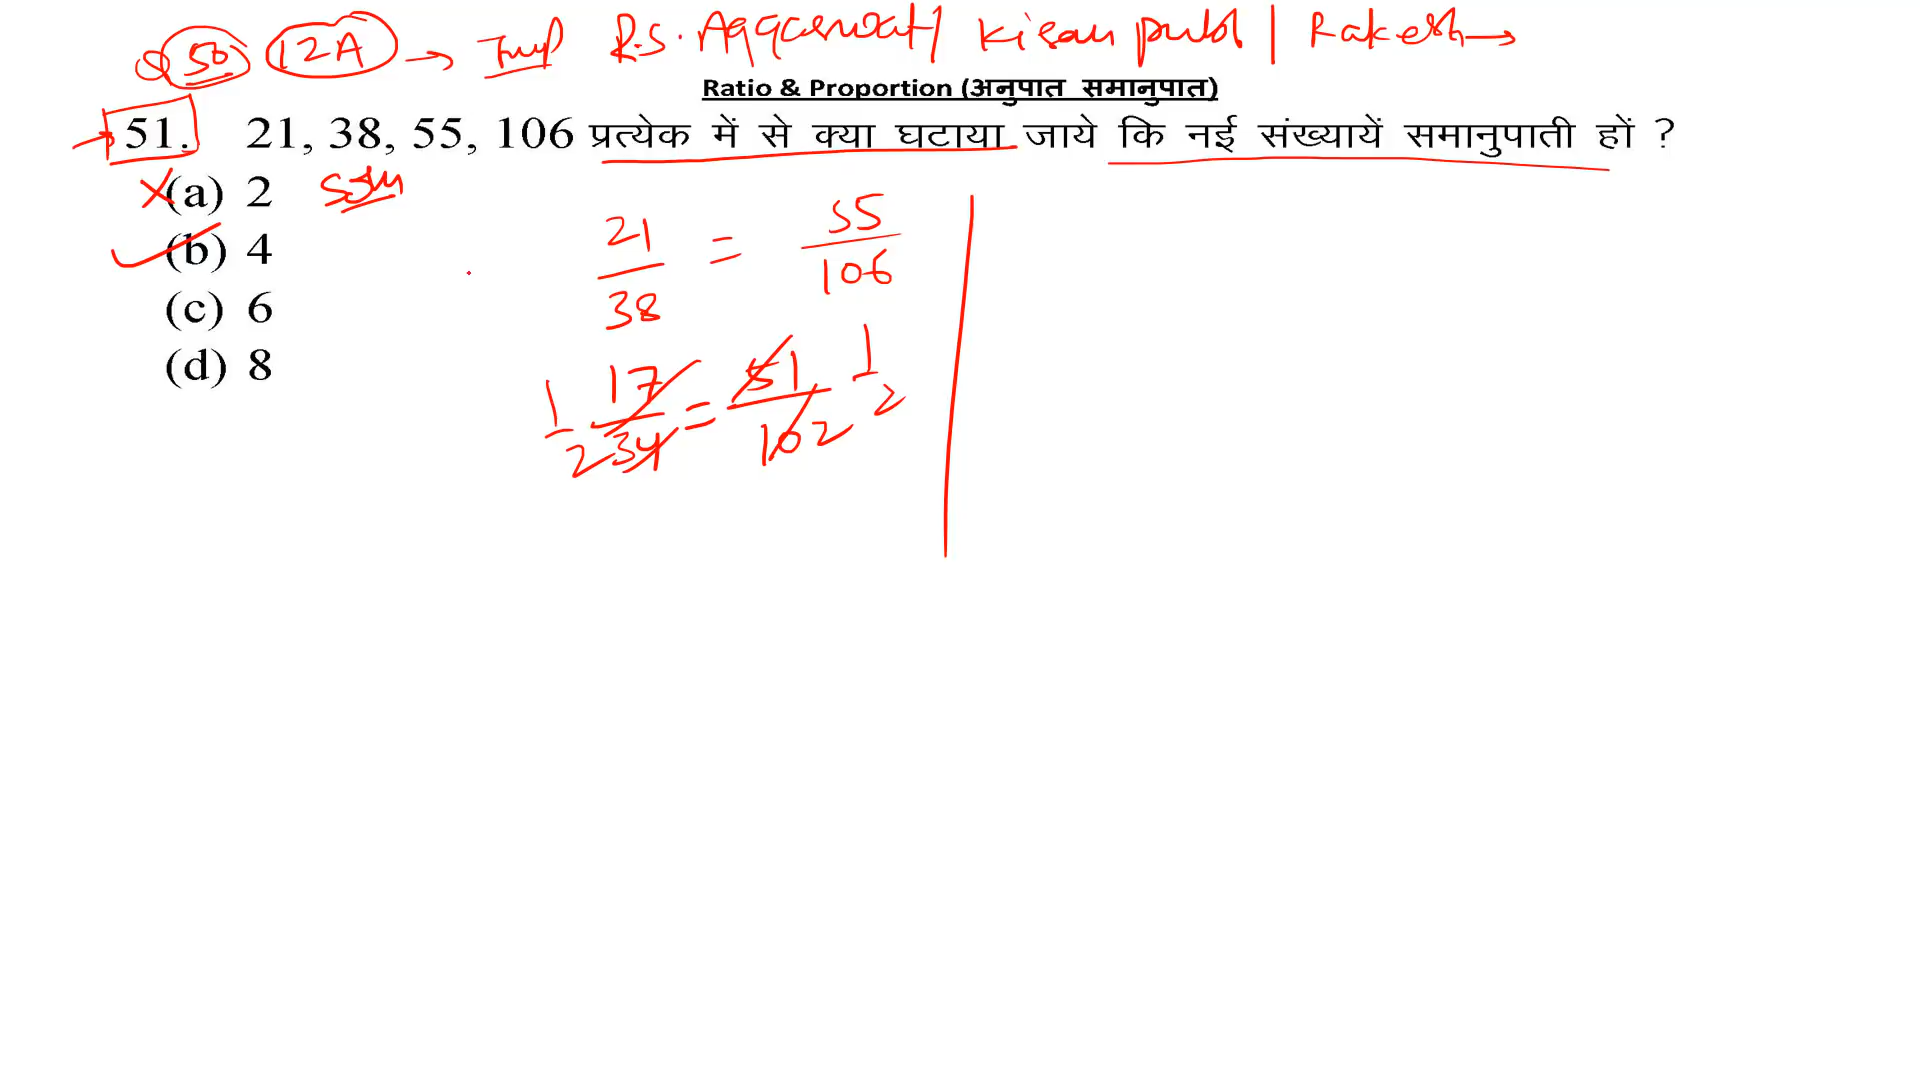 50 12A → Imp R.S. Aggarwal | Kisan publ | Rakesh →
Ratio & Proportion (अनुपात समानुपात)
→ 51. 21, 38, 55, 106 प्रत्येक में से क्या घटाया जाये कि नई संख्यायें समानुपाती हों ?
(a) 2
(b) 4
(c) 6
(d) 8
21/38 = 55/106
1/2 17/34 = 51/102 1/2